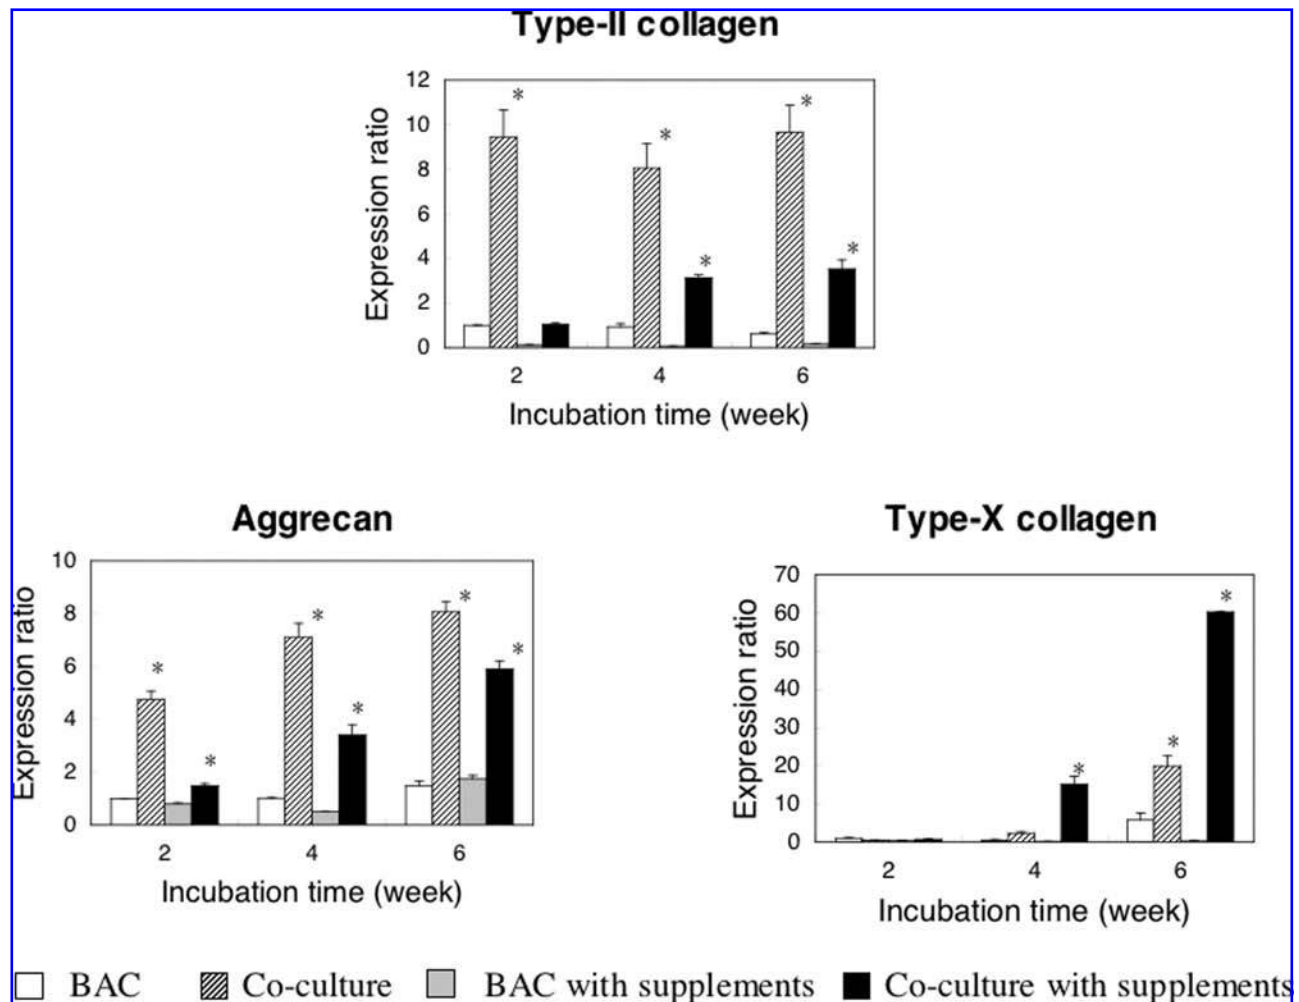 Type-II collagen
Expression ratio
12
10
8
6
4
2
0
* * * * *
2 4 6
Incubation time (week)
Aggrecan
Expression ratio
10
8
6
4
2
0
* * * * * *
2 4 6
Incubation time (week)
Type-X collagen
Expression ratio
70
60
50
40
30
20
10
0
* * *
2 4 6
Incubation time (week)
BAC Co-culture BAC with supplements Co-culture with supplements